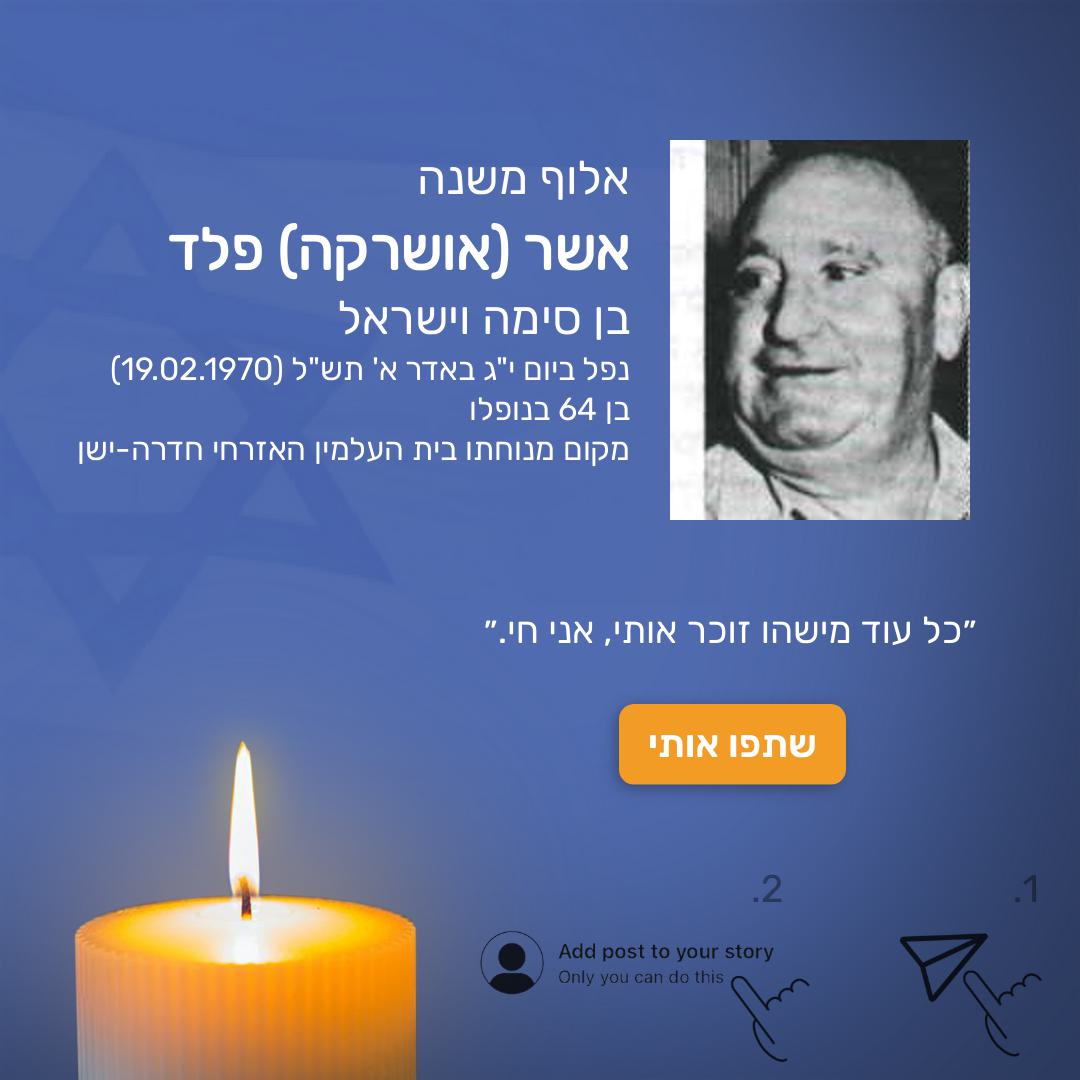 אלוף משנה
אשר (אושרקה) פלד
בן סימה וישראל
נפל ביום י"ג באדר א' תש"ל (19.02.1970)
בן 64 בנופלו
מקום מנוחתו בית העלמין האזרחי חדרה-ישן
״כל עוד מישהו זוכר אותי, אני חי.״
שתפו אותי
.1
.2
Add post to your story
Only you can do this